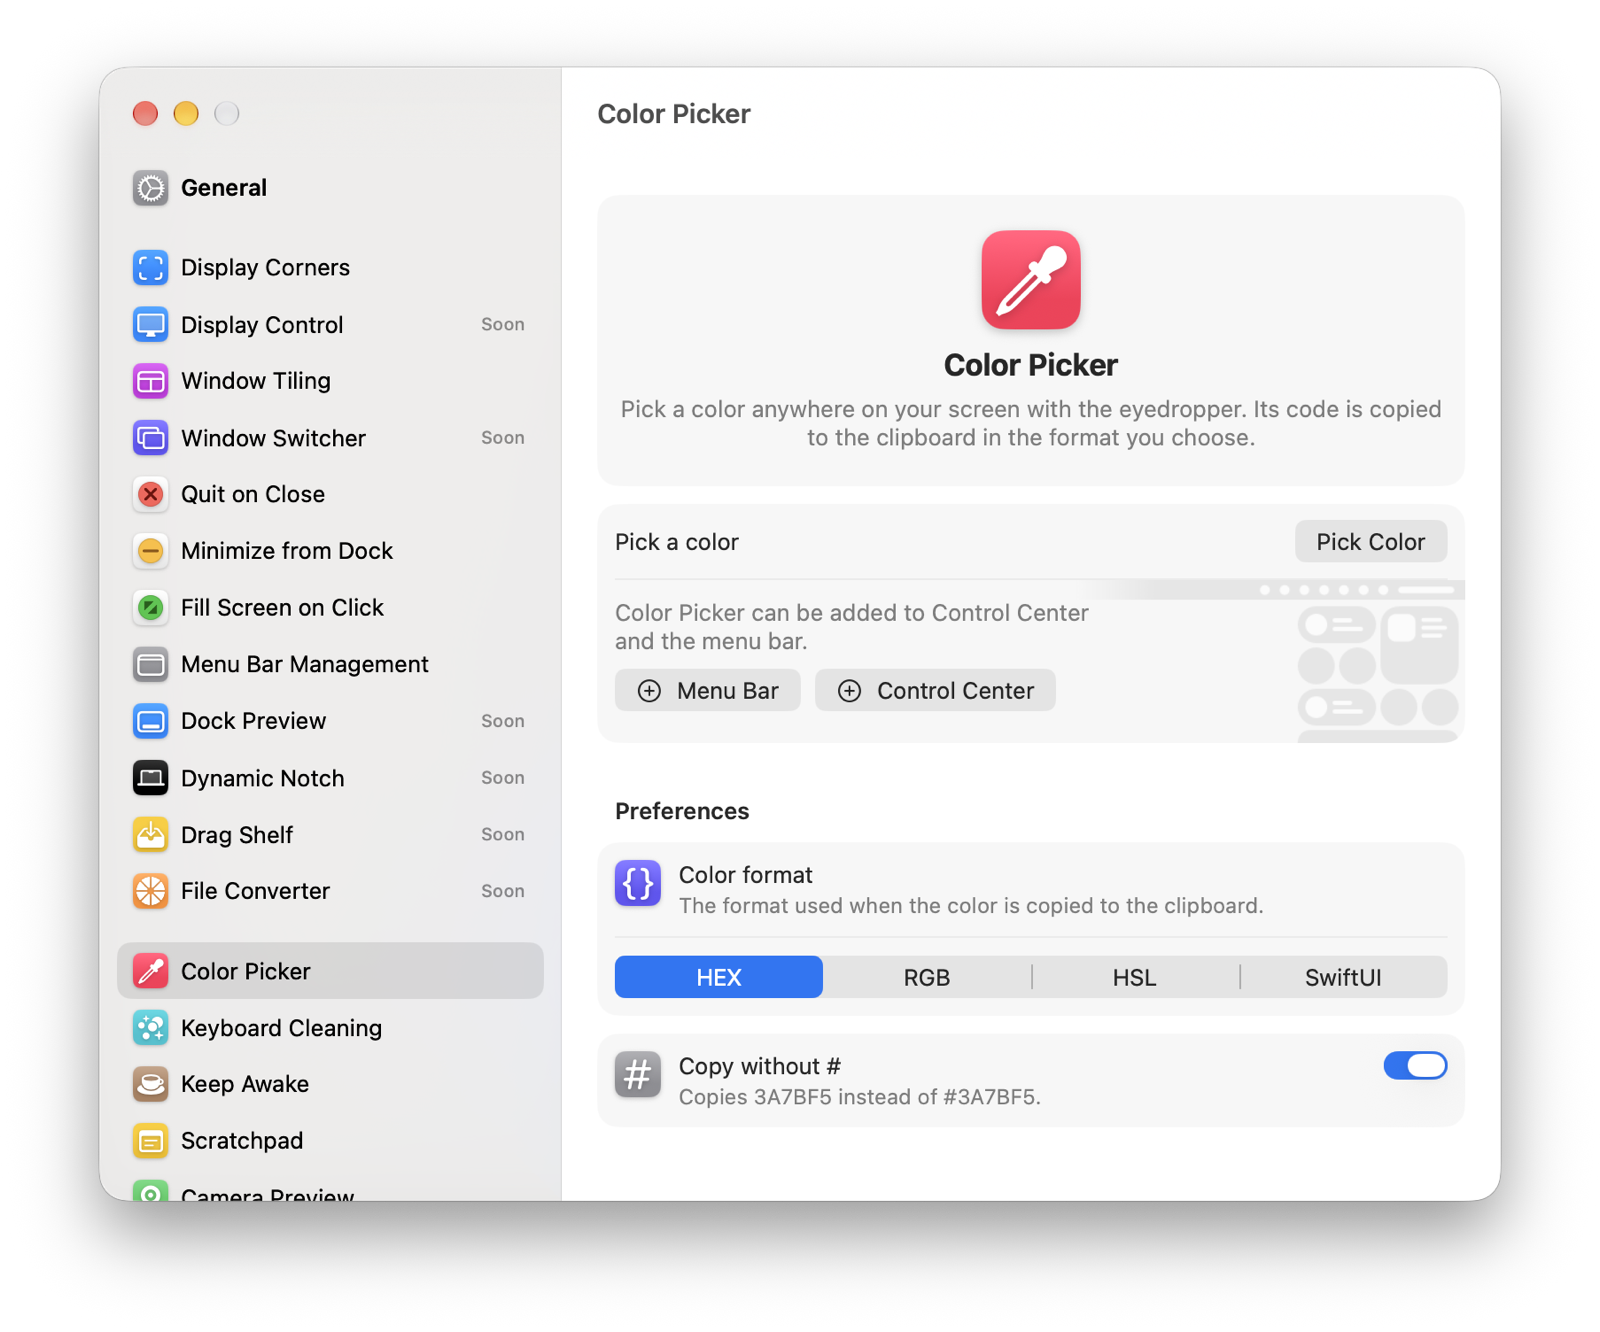 General
Display Corners
Display Control Soon
Window Tiling
Window Switcher Soon
Quit on Close
Minimize from Dock
Fill Screen on Click
Menu Bar Management
Dock Preview Soon
Dynamic Notch Soon
Drag Shelf Soon
File Converter Soon
Color Picker
Keyboard Cleaning
Keep Awake
Scratchpad
Camera Preview
Color Picker
Color Picker
Pick a color anywhere on your screen with the eyedropper. Its code is copied
to the clipboard in the format you choose.
Pick a color Pick Color
Color Picker can be added to Control Center
and the menu bar.
Menu Bar Control Center
Preferences
{} Color format
The format used when the color is copied to the clipboard.
HEX RGB HSL SwiftUI
# Copy without #
Copies 3A7BF5 instead of #3A7BF5.